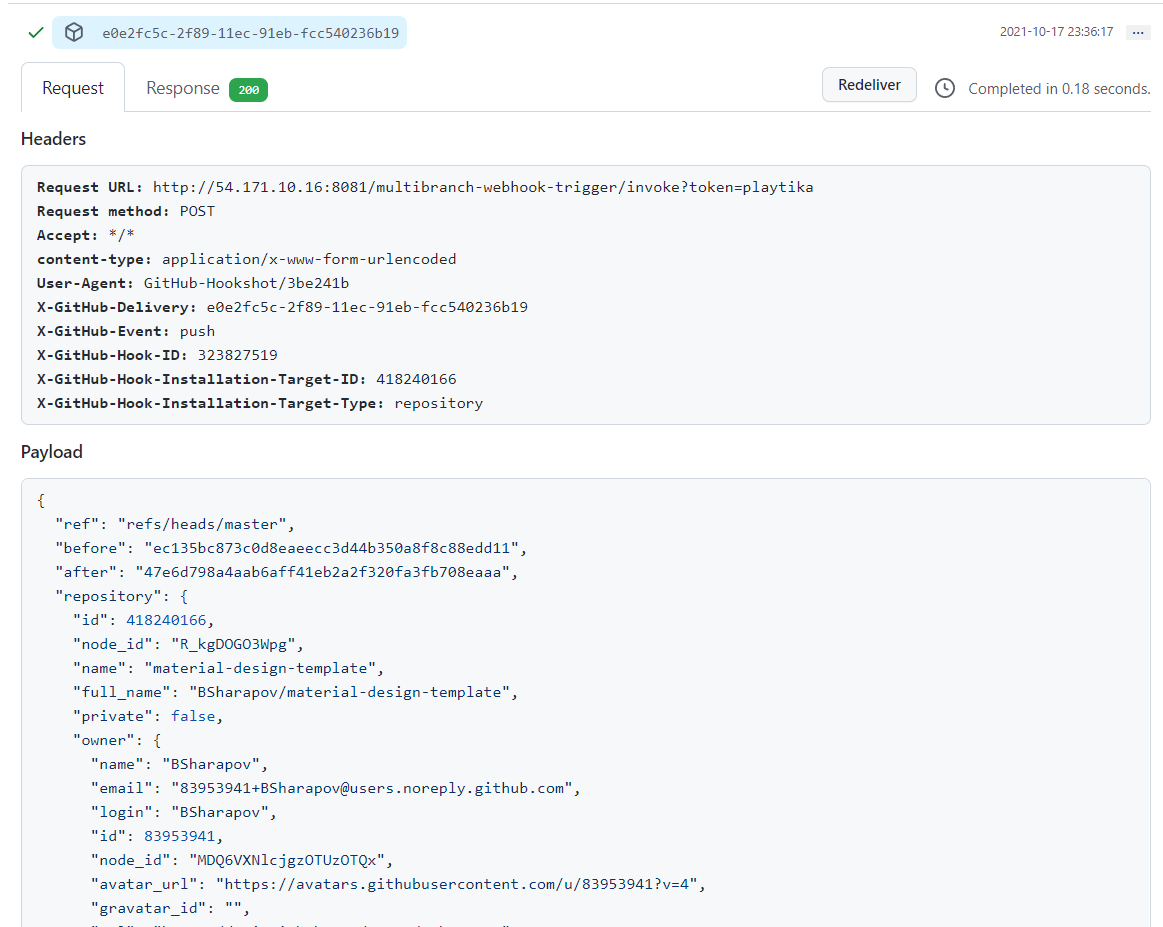 e0e2fc5c-2f89-11ec-91eb-fcc540236b19 2021-10-17 23:36:17 ...
Request Response 200 Redeliver Completed in 0.18 seconds.
Headers
Request URL: http://54.171.10.16:8081/multibranch-webhook-trigger/invoke?token=playtika
Request method: POST
Accept: */*
content-type: application/x-www-form-urlencoded
User-Agent: GitHub-Hookshot/3be241b
X-GitHub-Delivery: e0e2fc5c-2f89-11ec-91eb-fcc540236b19
X-GitHub-Event: push
X-GitHub-Hook-ID: 323827519
X-GitHub-Hook-Installation-Target-ID: 418240166
X-GitHub-Hook-Installation-Target-Type: repository
Payload
{
"ref": "refs/heads/master",
"before": "ec135bc873c0d8eaeecc3d44b350a8f8c88edd11",
"after": "47e6d798a4aab6aff41eb2a2f320fa3fb708eaaa",
"repository": {
"id": 418240166,
"node_id": "R_kgDOGO3Wpg",
"name": "material-design-template",
"full_name": "BSharapov/material-design-template",
"private": false,
"owner": {
"name": "BSharapov",
"email": "83953941+BSharapov@users.noreply.github.com",
"login": "BSharapov",
"id": 83953941,
"node_id": "MDQ6VXNlcjgzOTUzOTQx",
"avatar_url": "https://avatars.githubusercontent.com/u/83953941?v=4",
"gravatar_id": "",